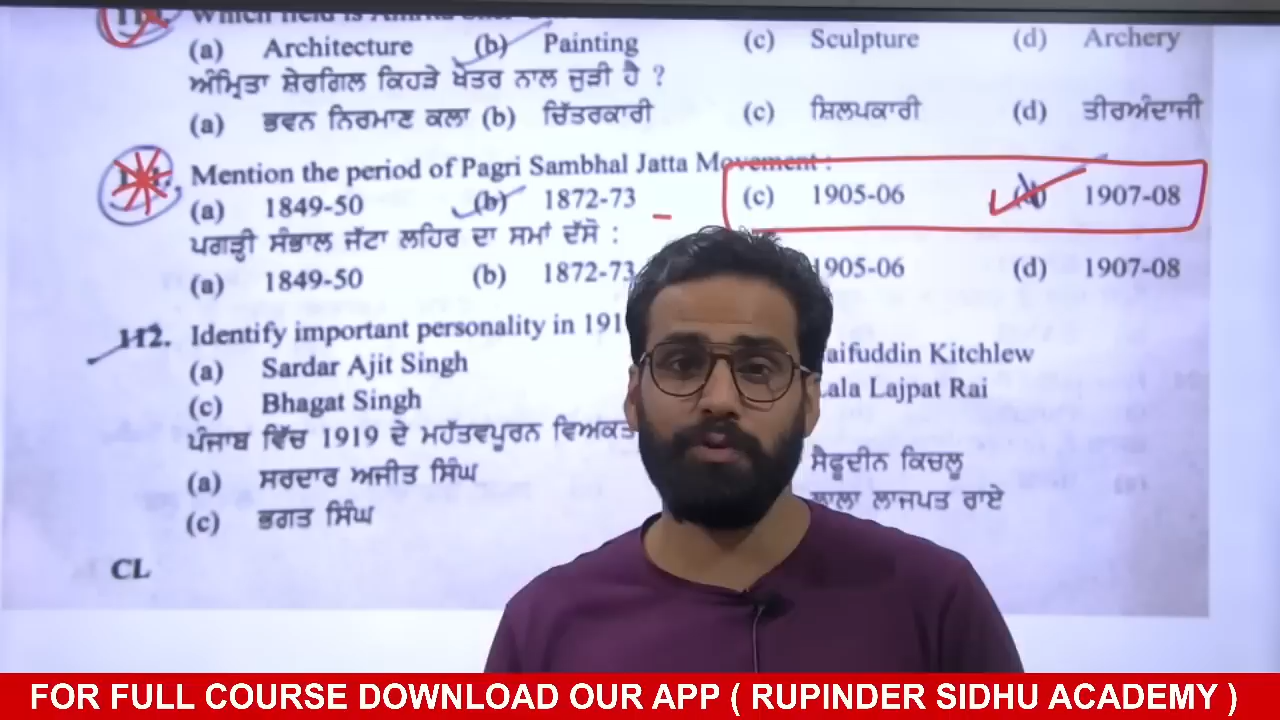 (a) Architecture (b) Painting (c) Sculpture (d) Archery
ਅੰਮ੍ਰਿਤਾ ਸ਼ੇਰਗਿਲ ਕਿਹੜੇ ਖੇਤਰ ਨਾਲ ਜੁੜੀ ਹੈ ?
(a) ਭਵਨ ਨਿਰਮਾਣ ਕਲਾ (b) ਚਿੱਤਰਕਾਰੀ (c) ਸ਼ਿਲਪਕਾਰੀ (d) ਤੀਰਅੰਦਾਜੀ
Mention the period of Pagri Sambhal Jatta Movement :
(a) 1849-50 (b) 1872-73 (c) 1905-06 1907-08
ਪਗੜ੍ਹੀ ਸੰਭਾਲ ਜੱਟਾ ਲਹਿਰ ਦਾ ਸਮਾਂ ਦੱਸੋ :
(a) 1849-50 (b) 1872-73 1905-06 (d) 1907-08
112. Identify important personality in
(a) Sardar Ajit Singh Kitchlew
(c) Bhagat Singh Lajpat Rai
ਪੰਜਾਬ ਵਿੱਚ 1919 ਦੇ ਮਹੱਤਵਪੂਰਨ
(a) ਸਰਦਾਰ ਅਜੀਤ ਸਿੰਘ ਸੈਫੂਦੀਨ ਕਿਚਲੂ
(c) ਭਗਤ ਸਿੰਘ ਲਾਲਾ ਲਾਜਪਤ ਰਾਏ
CL
FOR FULL COURSE DOWNLOAD OUR APP ( RUPINDER SIDHU ACADEMY )